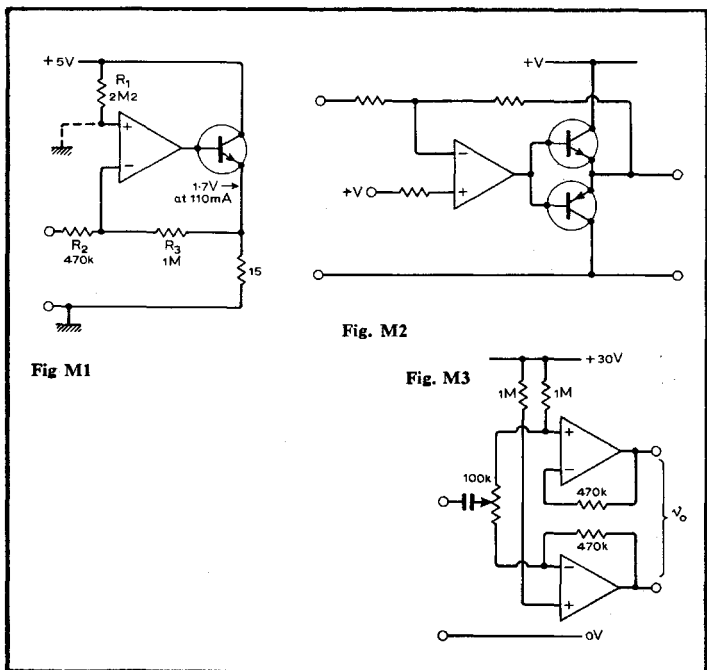 +5V
R1
2M2
+
−
1·7V
at 110mA
R2
470k
R3
1M
15
Fig M1
+V
−
+V
+
Fig. M2
Fig. M3
+30V
1M
1M
+
−
100k
470k
470k
−
+
vo
0V